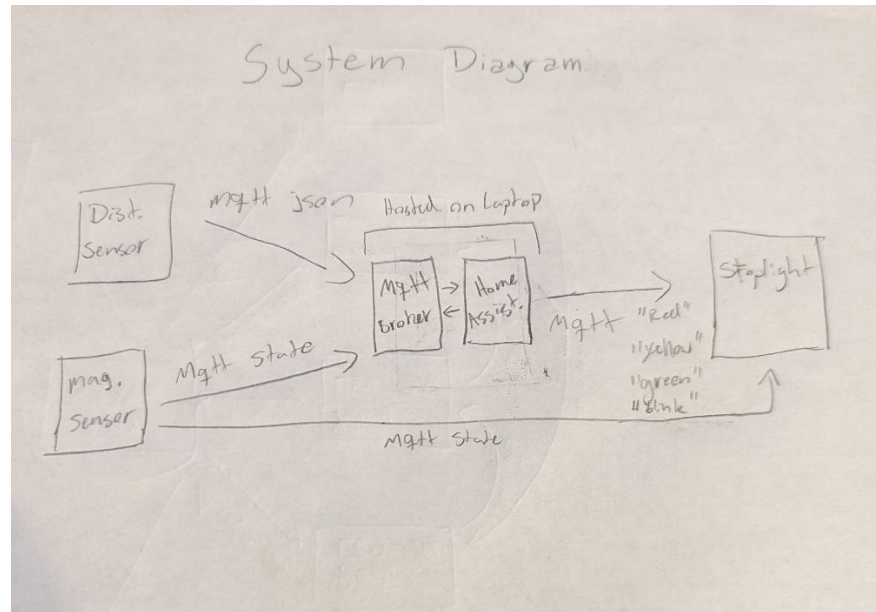 System Diagram
Dist.
Sensor
Mqtt json
Hosted on Laptop
Mqtt
broker
Home
Assist.
Mqtt "Red"
"yellow"
"green"
"blink"
Stoplight
Mag.
Sensor
Mqtt State
Mqtt State